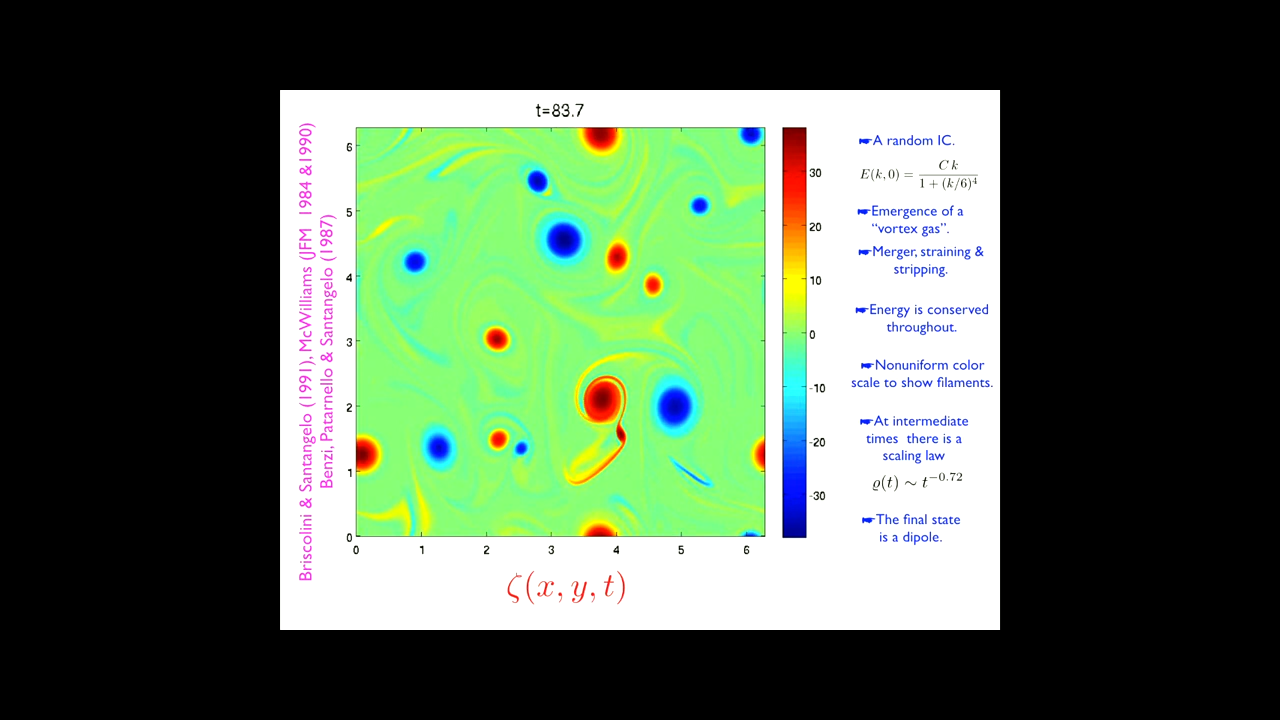 t=83.7
Briscolini & Santangelo (1991), McWilliams (JFM 1984 &1990)
Benzi, Patarnello & Santangelo (1987)
6
5
4
3
2
1
0
0 1 2 3 4 5 6
30
20
10
0
-10
-20
-30
ζ(x, y, t)
☛A random IC.
E(k, 0) = C k / 1 + (k/6)⁴
☛Emergence of a
“vortex gas”.
☛Merger, straining &
stripping.
☛Energy is conserved
throughout.
☛Nonuniform color
scale to show filaments.
☛At intermediate
times there is a
scaling law
ϱ(t) ∼ t⁻⁰·⁷²
☛The final state
is a dipole.